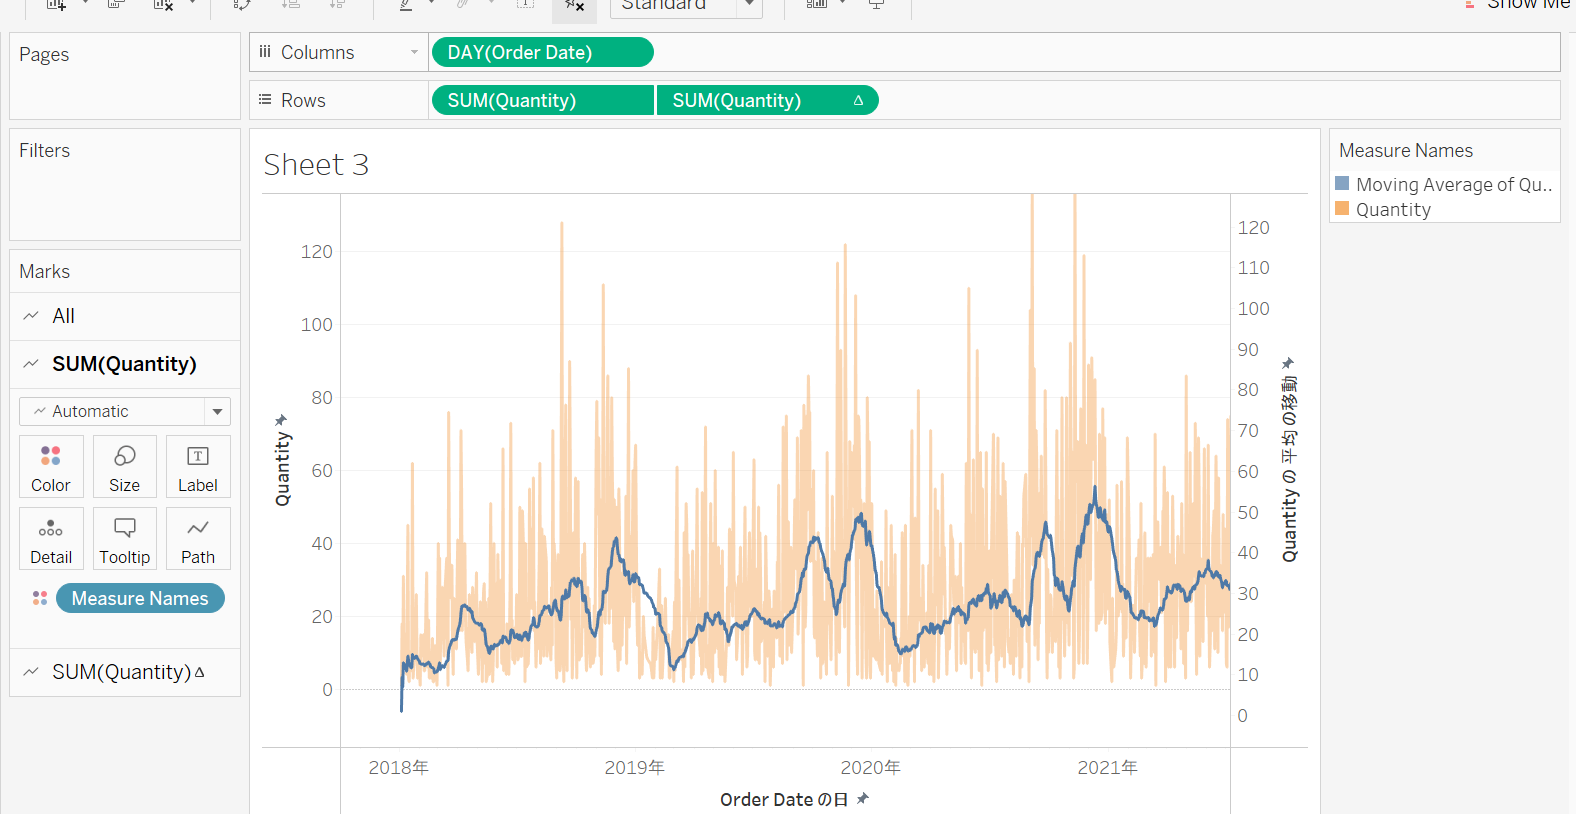 Standard
Show Me
Pages
Columns
DAY(Order Date)
Rows
SUM(Quantity)
SUM(Quantity) Δ
Filters
Marks
All
SUM(Quantity)
Automatic
Color
Size
Label
Detail
Tooltip
Path
Measure Names
SUM(Quantity) Δ
Sheet 3
Quantity
120
100
80
60
40
20
0
120
110
100
90
80
70
60
50
40
30
20
10
0
Quantity の 平均 の移動
2018年
2019年
2020年
2021年
Order Date の日
Measure Names
Moving Average of Qu..
Quantity